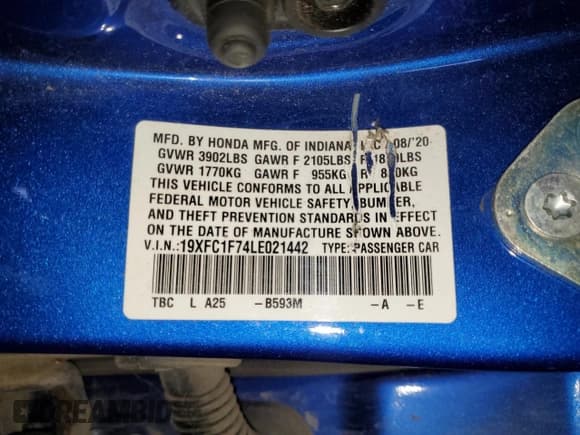 MFD. BY HONDA MFG. OF INDIANA 08/'20
GVWR 3902LBS GAWR F 2105LBS
GVWR 1770KG GAWR F 955KG
THIS VEHICLE CONFORMS TO ALL APPLICABLE
FEDERAL MOTOR VEHICLE SAFETY, BUMPER,
AND THEFT PREVENTION STANDARDS IN EFFECT
ON THE DATE OF MANUFACTURE SHOWN ABOVE.
V.I.N.:19XFC1F74LE021442 TYPE: PASSENGER CAR
TBC L A25 -B593M -A -E